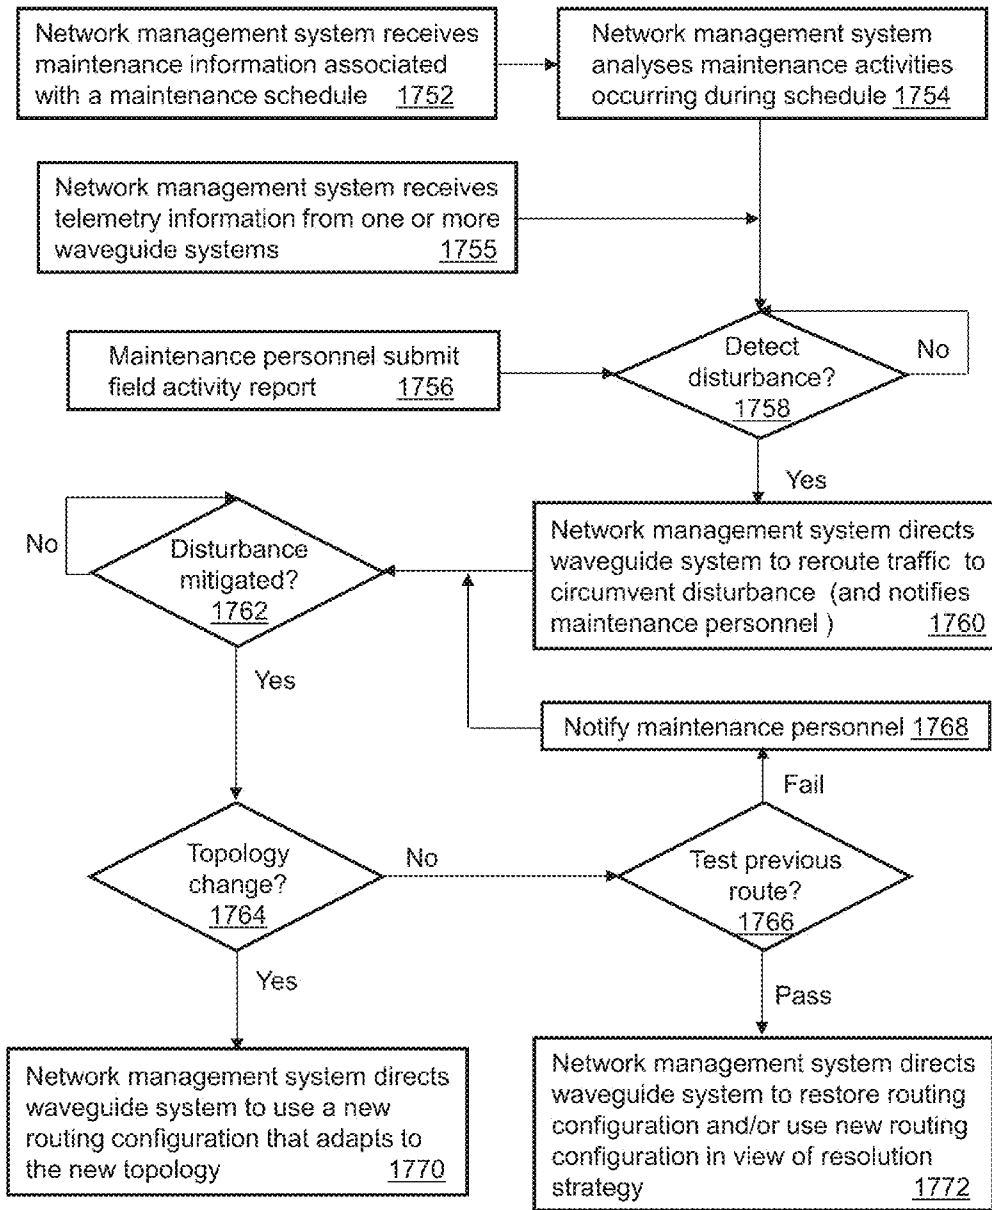 Network management system receives
maintenance information associated
with a maintenance schedule 1752
Network management system
analyses maintenance activities
occurring during schedule 1754
Network management system receives
telemetry information from one or more
waveguide systems 1755
Maintenance personnel submit
field activity report 1756
Detect
disturbance?
1758
No
Yes
Network management system directs
waveguide system to reroute traffic to
circumvent disturbance (and notifies
maintenance personnel ) 1760
No
Disturbance
mitigated?
1762
Yes
Notify maintenance personnel 1768
Fail
Topology
change?
1764
No
Test previous
route?
1766
Yes
Pass
Network management system directs
waveguide system to use a new
routing configuration that adapts to
the new topology 1770
Network management system directs
waveguide system to restore routing
configuration and/or use new routing
configuration in view of resolution
strategy 1772